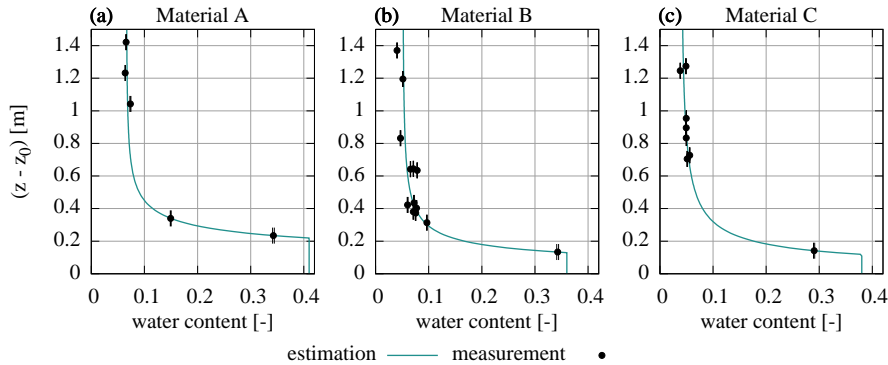 (a) Material A (b) Material B (c) Material C
(z - z0) [m]
1.4
1.2
1
0.8
0.6
0.4
0.2
0
0 0.1 0.2 0.3 0.4 0 0.1 0.2 0.3 0.4 0 0.1 0.2 0.3 0.4
water content [-] water content [-] water content [-]
estimation measurement